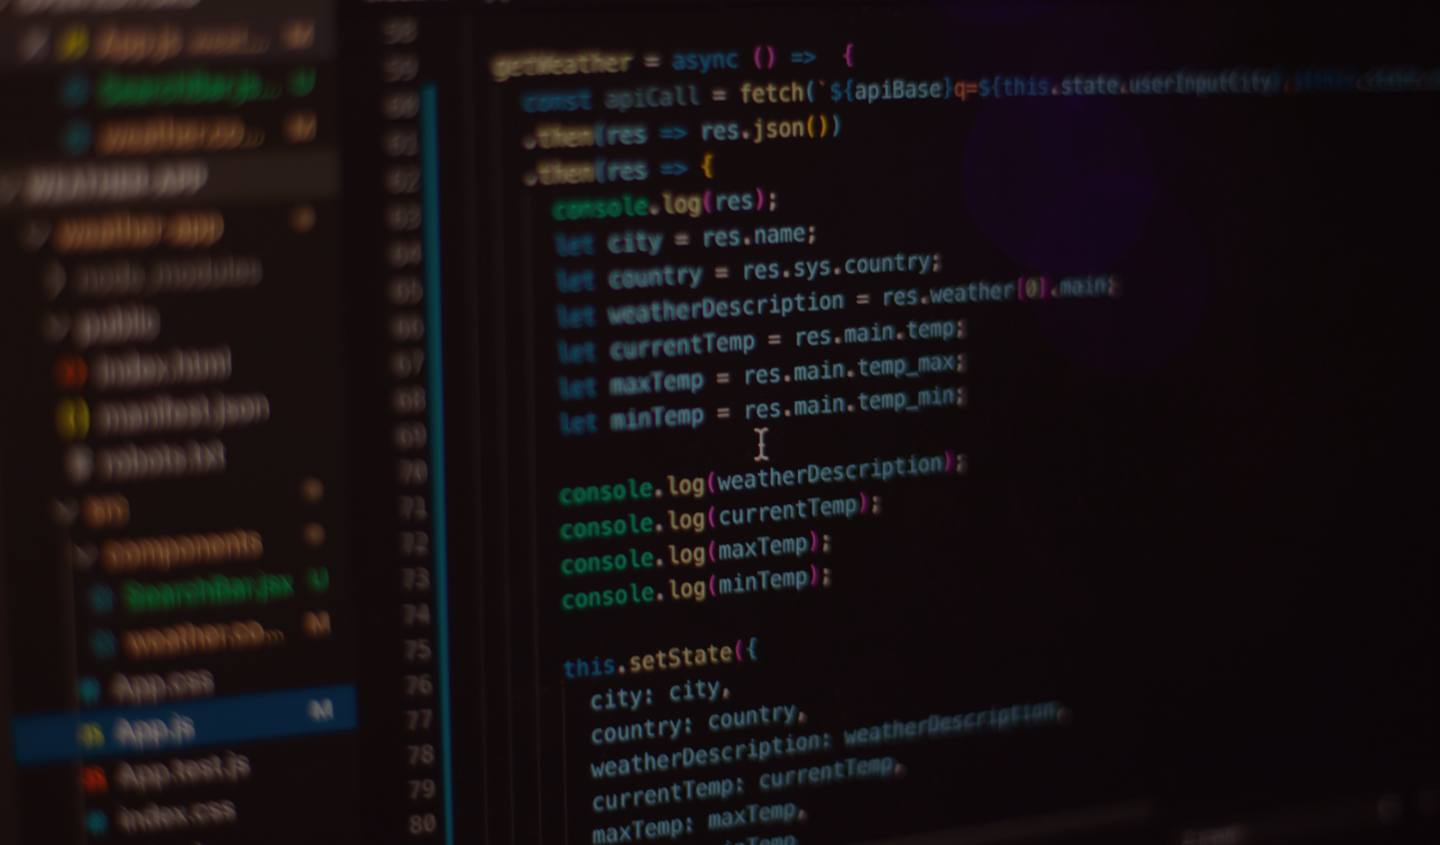 App.js
SearchBar.js...
weather.co...
WEATHER-APP
weather-app
node_modules
public
index.html
manifest.json
robots.txt
components
SearchBar.jsx U
weather.co... M
App.css
App.js M
App.test.js
index.css
59
60
61
62
63
64
65
66
67
68
69
70
71
72
73
74
75
76
77
78
79
80
getWeather = async () => {
const apiCall = fetch(`${apiBase}q=${this.state.userInputCity}
.then(res => res.json())
.then(res => {
console.log(res);
let city = res.name;
let country = res.sys.country;
let weatherDescription = res.weather[0].main;
let currentTemp = res.main.temp;
let maxTemp = res.main.temp_max;
let minTemp = res.main.temp_min;
console.log(weatherDescription);
console.log(currentTemp);
console.log(maxTemp);
console.log(minTemp);
this.setState({
city: city,
country: country,
weatherDescription: weatherDescription,
currentTemp: currentTemp,
maxTemp: maxTemp,